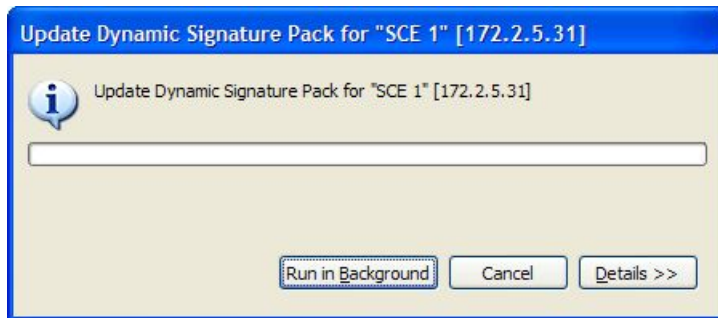 Update Dynamic Signature Pack for "SCE 1" [172.2.5.31]
Update Dynamic Signature Pack for "SCE 1" [172.2.5.31]
Run in Background Cancel Details >>